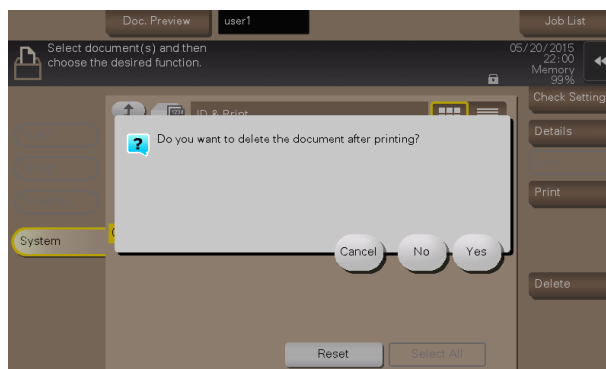 Doc. Preview
user1
Job List
Select document(s) and then
choose the desired function.
05/20/2015
22:00
Memory
99%
Check Setting
ID & Print
Details
Do you want to delete the document after printing?
Print
System
Cancel
No
Yes
Delete
Reset
Select All